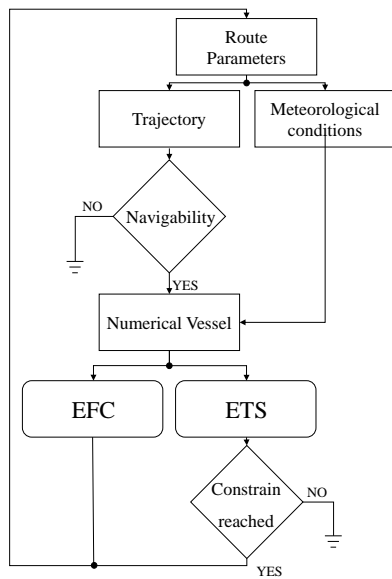 Route
Parameters
Trajectory
Meteorological
conditions
NO
Navigability
YES
Numerical Vessel
EFC
ETS
Constrain
reached
NO
YES